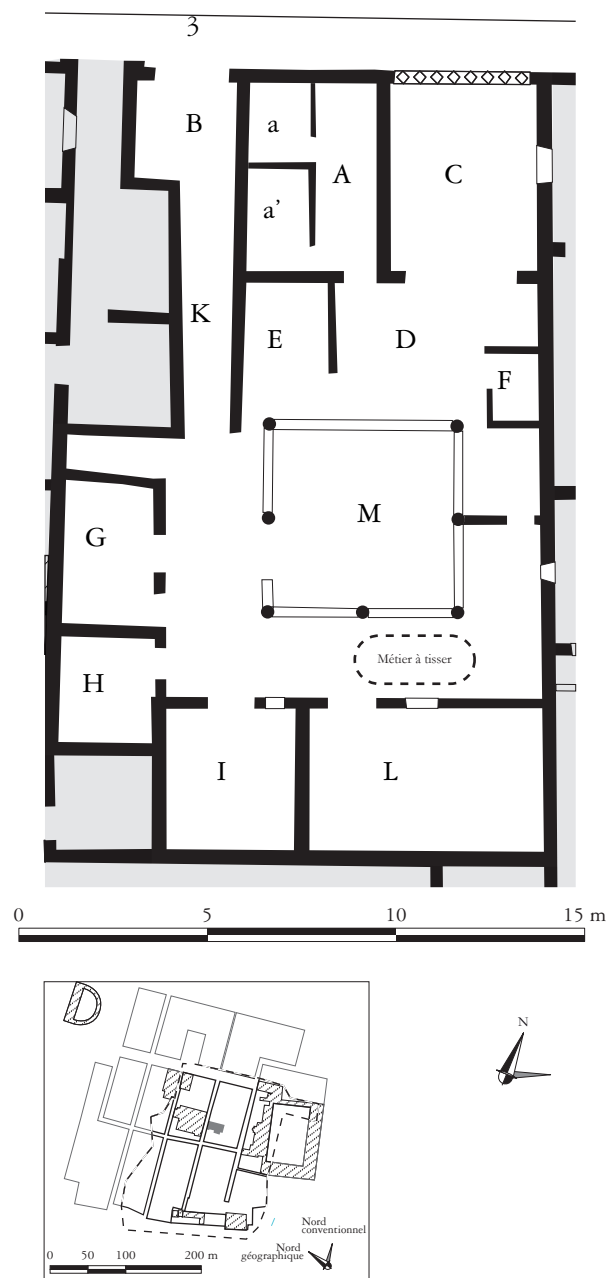 3
B
a
A
C
a’
K
E
D
F
M
G
Métier à tisser
H
I
L
0 5 10 15 m
N
Nord
conventionnel
Nord
géographique
0 50 100 200 m